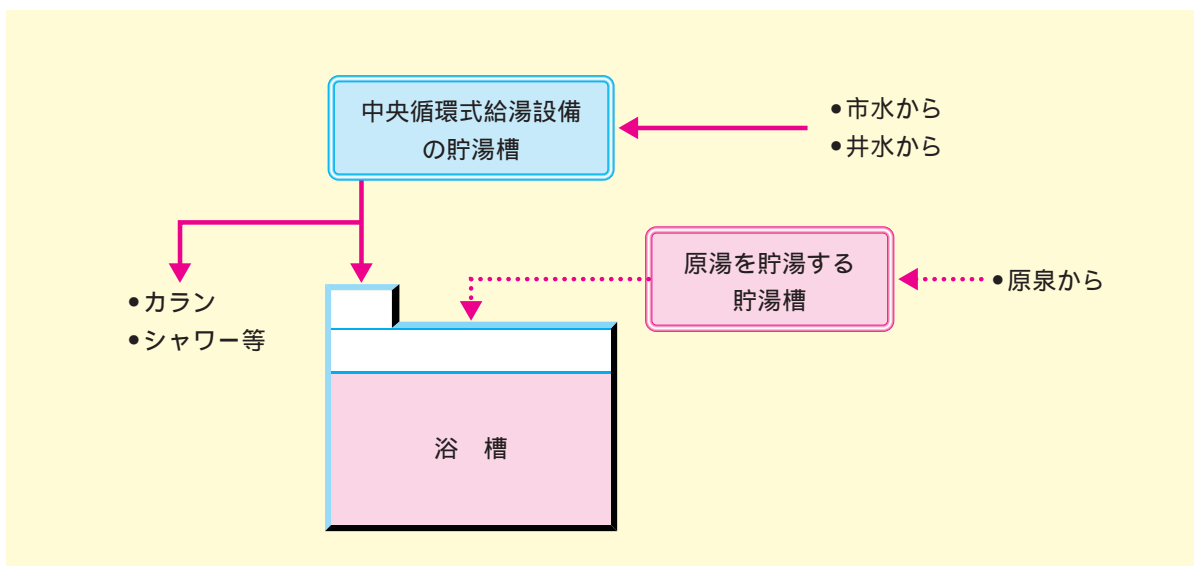 中央循環式給湯設備
の貯湯槽
●市水から
●井水から
原湯を貯湯する
貯湯槽
●原泉から
●カラン
●シャワー等
浴　槽